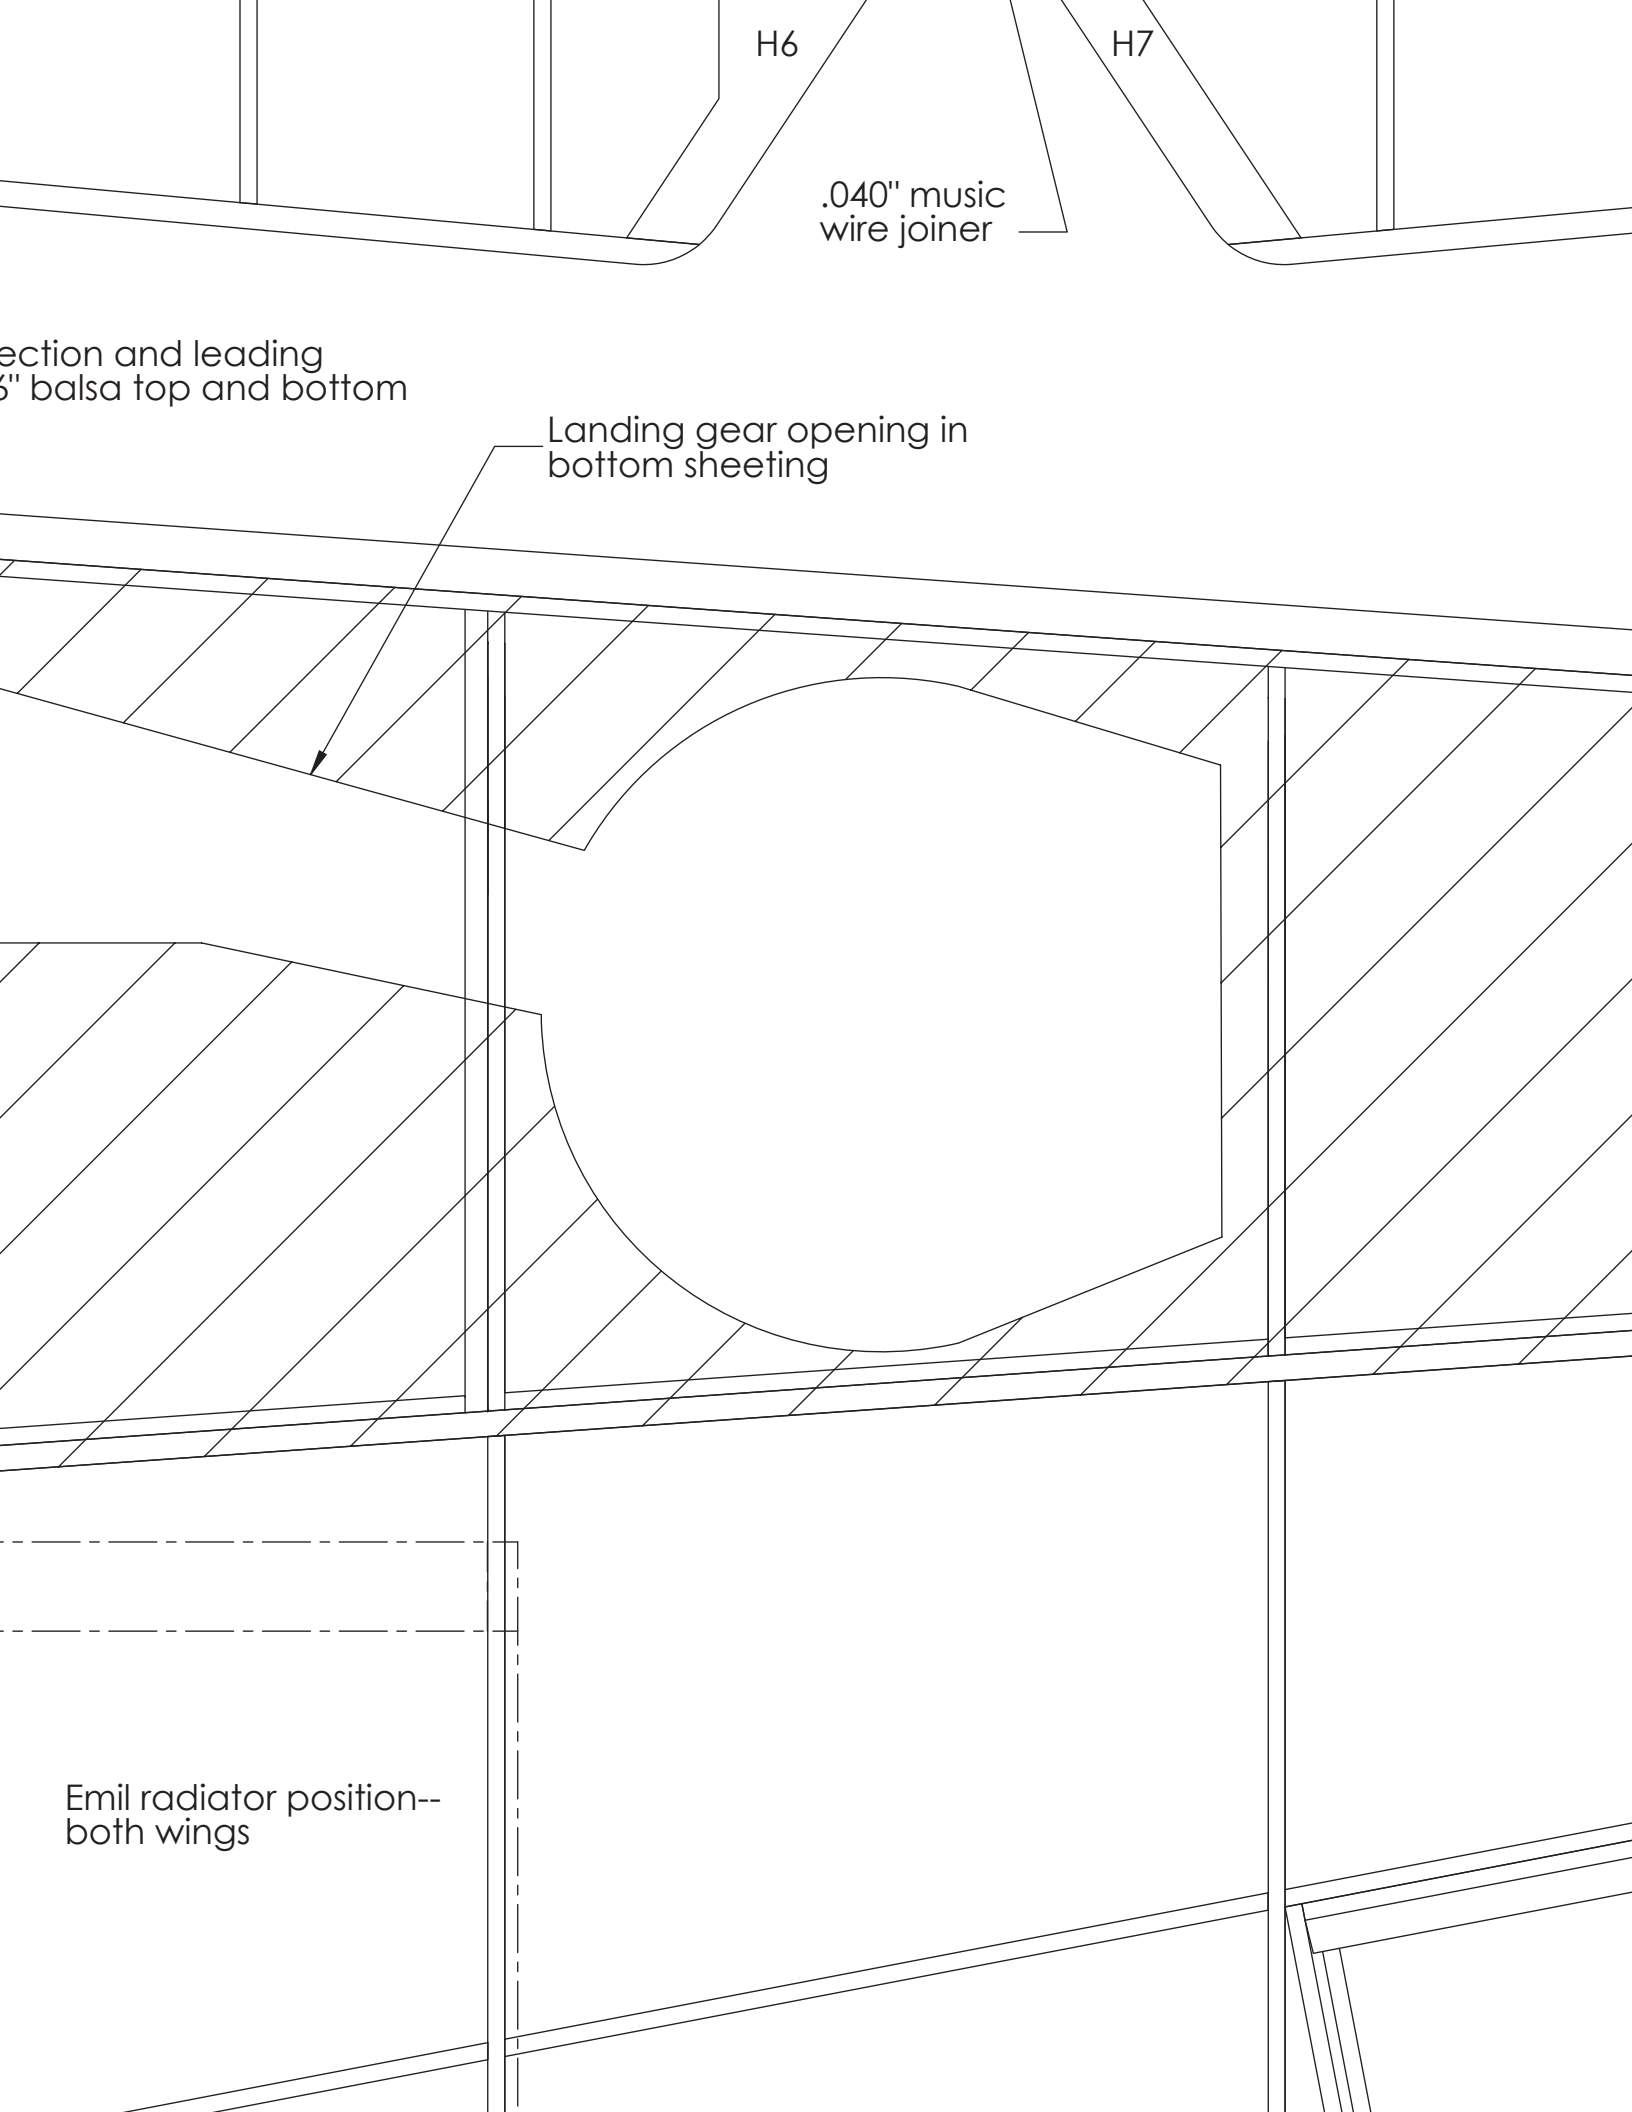 H6
H7
.040" music
wire joiner
ection and leading
6" balsa top and bottom
Landing gear opening in
bottom sheeting
Emil radiator position--
both wings